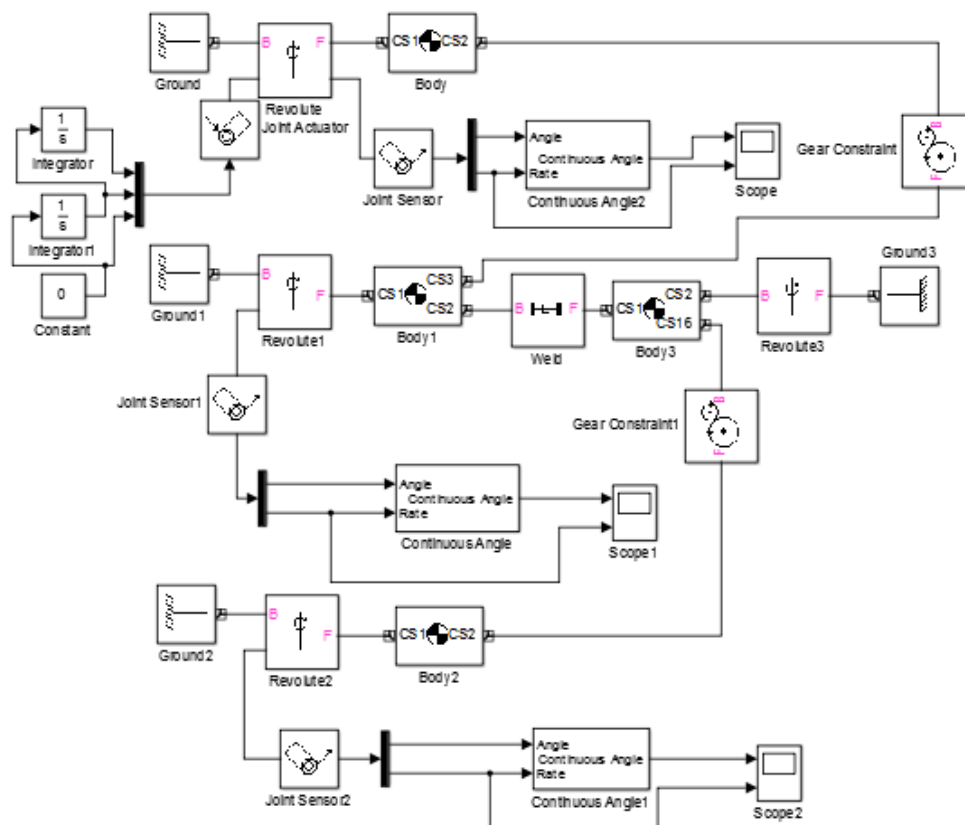 B
F
CS1
CS2
Ground
Revolute
Body
Joint Actuator
1
s
Integrator
Angle
Continuous Angle
Rate
Joint Sensor
Continuous Angle2
Scope
Gear Constraint
B
F
1
s
Integrator1
0
Constant
Ground1
B
F
Revolute1
CS1
CS3
CS2
Body1
B
F
Weld
CS1
CS2
CS16
Body3
B
F
Revolute3
Ground3
Joint Sensor1
Gear Constraint1
B
F
Angle
Continuous Angle
Rate
Continuous Angle
Scope1
Ground2
B
F
Revolute2
CS1
CS2
Body2
Joint Sensor2
Angle
Continuous Angle
Rate
Continuous Angle1
Scope2